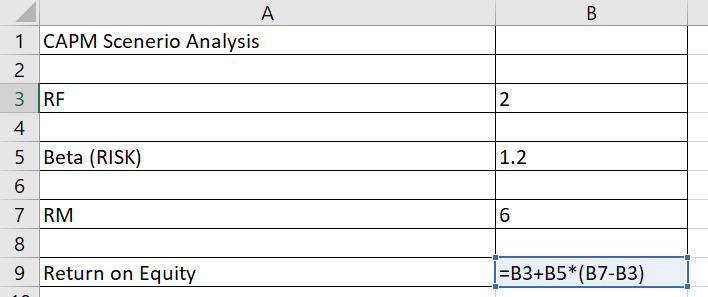 A B
1 CAPM Scenerio Analysis
2
3 RF 2
4
5 Beta (RISK) 1.2
6
7 RM 6
8
9 Return on Equity =B3+B5*(B7-B3)
10